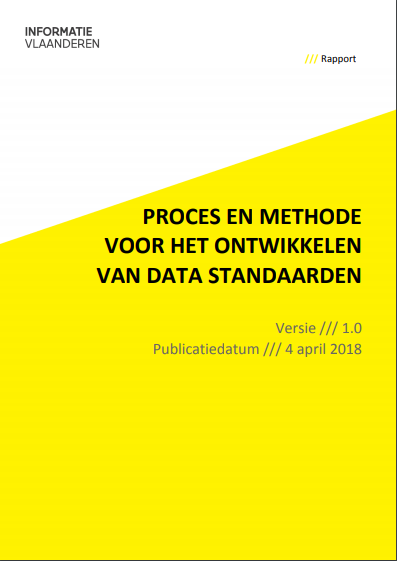 INFORMATIE
VLAANDEREN
/// Rapport
PROCES EN METHODE
VOOR HET ONTWIKKELEN
VAN DATA STANDAARDEN
Versie /// 1.0
Publicatiedatum /// 4 april 2018